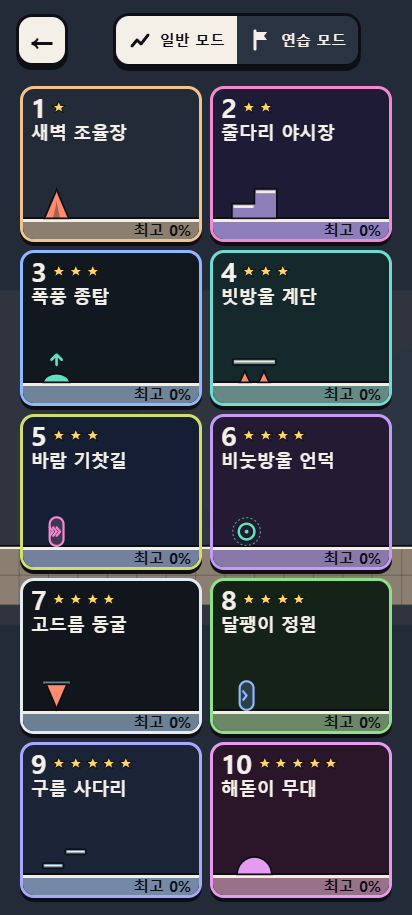 ←
일반 모드 연습 모드
1
새벽 조율장
최고 0%
2
줄다리 야시장
최고 0%
3
폭풍 종탑
최고 0%
4
빗방울 계단
최고 0%
5
바람 기찻길
최고 0%
6
비눗방울 언덕
최고 0%
7
고드름 동굴
최고 0%
8
달팽이 정원
최고 0%
9
구름 사다리
최고 0%
10
해돋이 무대
최고 0%